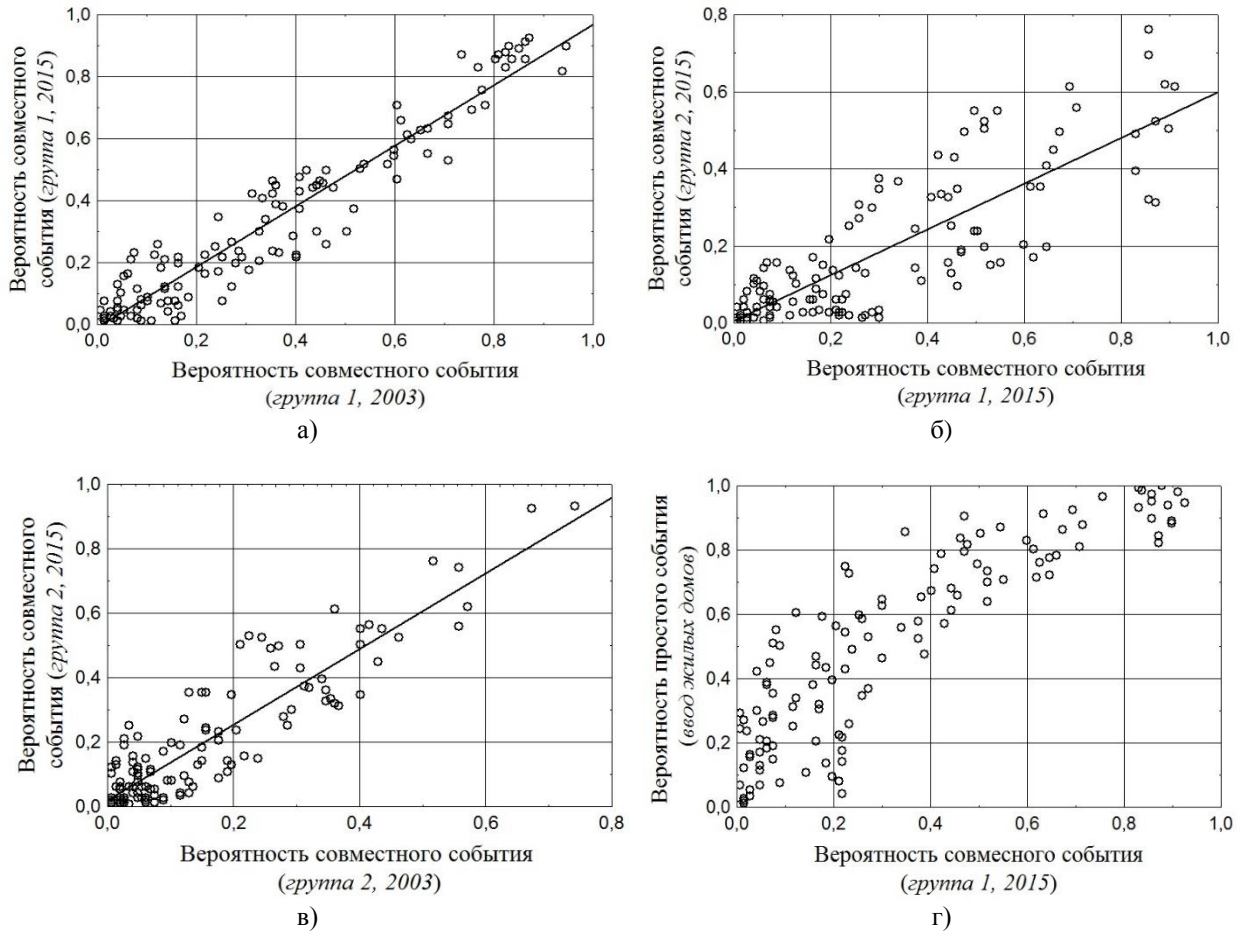 Вероятность совместного
события (группа 1, 2015)
1,0
0,8
0,6
0,4
0,2
0,0
0,0 0,2 0,4 0,6 0,8 1,0
Вероятность совместного события
(группа 1, 2003)
а)
Вероятность совместного
события (группа 2, 2015)
0,8
0,6
0,4
0,2
0,0
0,0 0,2 0,4 0,6 0,8 1,0
Вероятность совместного события
(группа 1, 2015)
б)
Вероятность совместного
события (группа 2, 2015)
1,0
0,8
0,6
0,4
0,2
0,0
0,0 0,2 0,4 0,6 0,8
Вероятность совместного события
(группа 2, 2003)
в)
Вероятность простого события
(ввод жилых домов)
1,0
0,8
0,6
0,4
0,2
0,0
0,0 0,2 0,4 0,6 0,8 1,0
Вероятность совмесного события
(группа 1, 2015)
г)